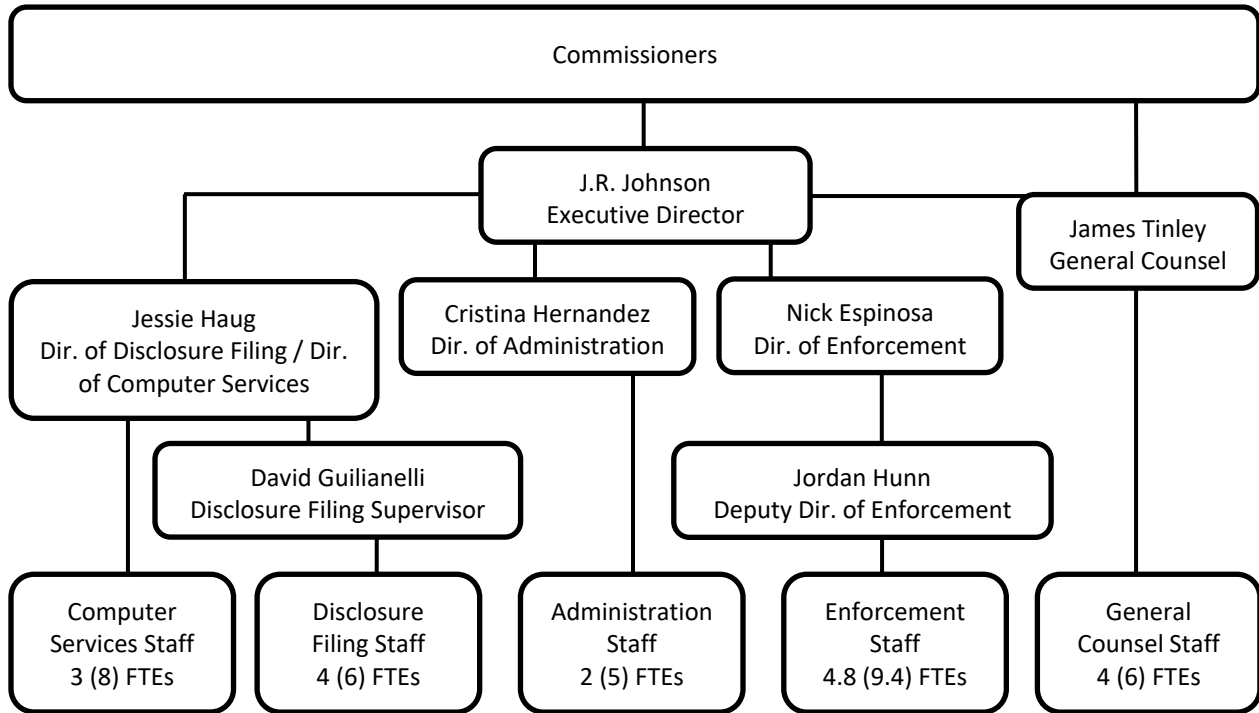 Commissioners
J.R. Johnson
Executive Director
James Tinley
General Counsel
Jessie Haug
Dir. of Disclosure Filing / Dir.
of Computer Services
Cristina Hernandez
Dir. of Administration
Nick Espinosa
Dir. of Enforcement
David Guilianelli
Disclosure Filing Supervisor
Jordan Hunn
Deputy Dir. of Enforcement
Computer
Services Staff
3 (8) FTEs
Disclosure
Filing Staff
4 (6) FTEs
Administration
Staff
2 (5) FTEs
Enforcement
Staff
4.8 (9.4) FTEs
General
Counsel Staff
4 (6) FTEs